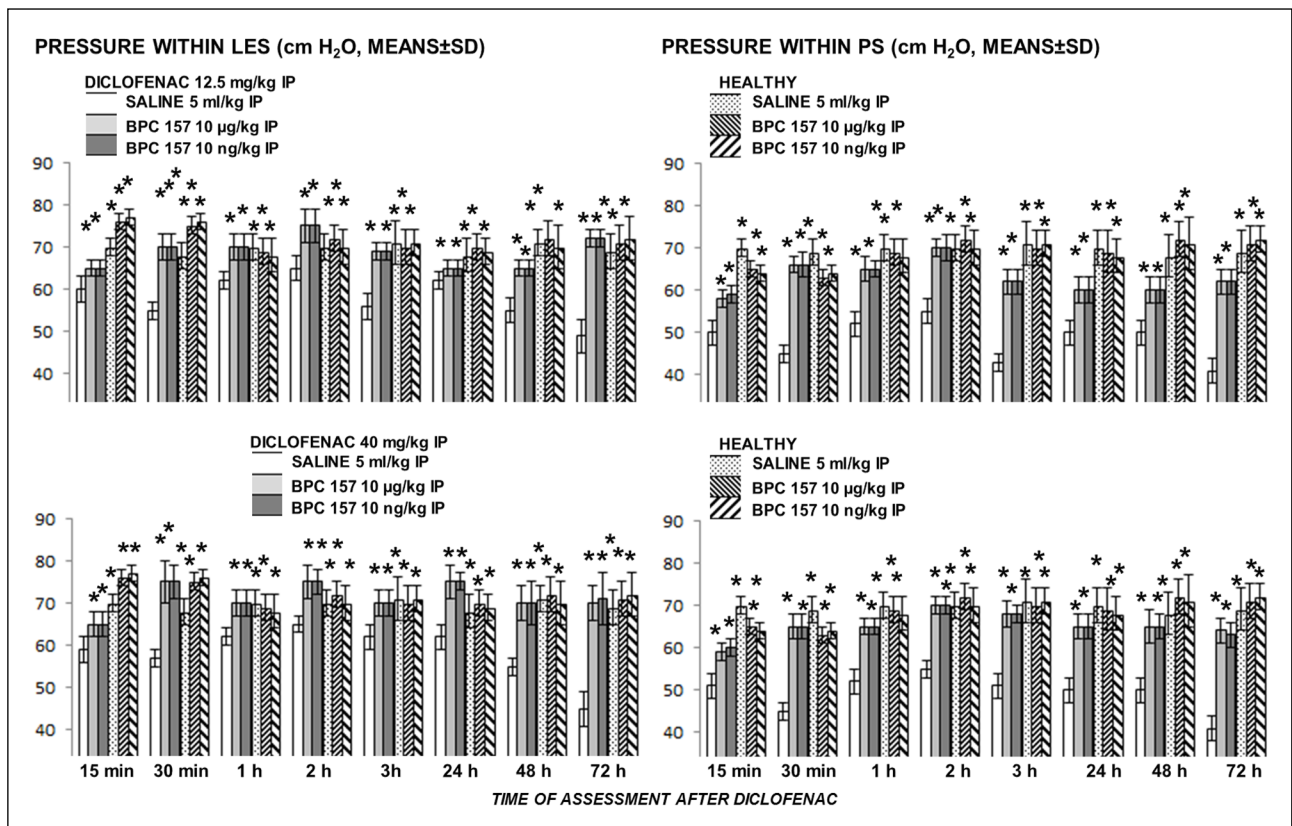 PRESSURE WITHIN LES (cm H₂O, MEANS±SD)
DICLOFENAC 12.5 mg/kg IP
SALINE 5 ml/kg IP
BPC 157 10 µg/kg IP
BPC 157 10 ng/kg IP
90
80
70
60
50
40
PRESSURE WITHIN PS (cm H₂O, MEANS±SD)
HEALTHY
SALINE 5 ml/kg IP
BPC 157 10 µg/kg IP
BPC 157 10 ng/kg IP
90
80
70
60
50
40
DICLOFENAC 40 mg/kg IP
SALINE 5 ml/kg IP
BPC 157 10 µg/kg IP
BPC 157 10 ng/kg IP
90
80
70
60
50
40
15 min 30 min 1 h 2 h 3h 24 h 48 h 72 h
HEALTHY
SALINE 5 ml/kg IP
BPC 157 10 µg/kg IP
BPC 157 10 ng/kg IP
90
80
70
60
50
40
15 min 30 min 1 h 2 h 3 h 24 h 48 h 72 h
TIME OF ASSESSMENT AFTER DICLOFENAC